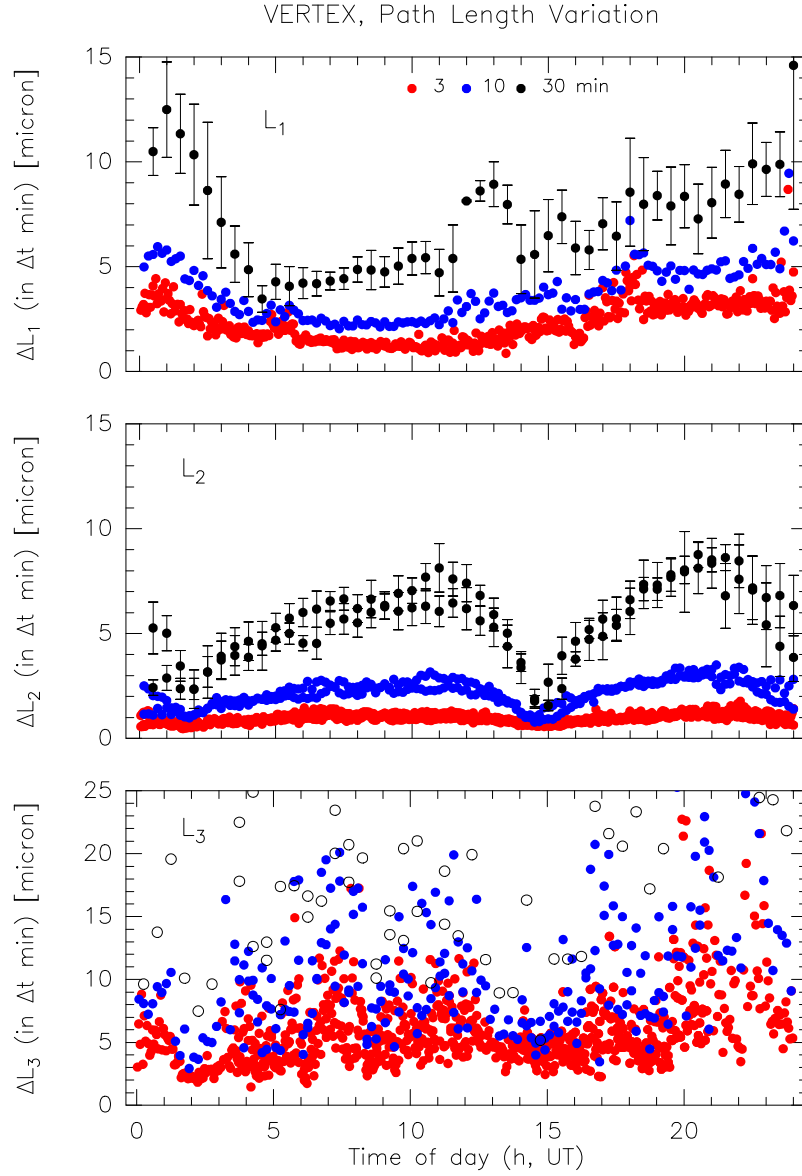 VERTEX, Path Length Variation
15
10
5
0
ΔL₁ (in Δt min) [micron]
3 10 30 min
L₁
15
10
5
0
ΔL₂ (in Δt min) [micron]
L₂
25
20
15
10
5
0
ΔL₃ (in Δt min) [micron]
L₃
0 5 10 15 20
Time of day (h, UT)